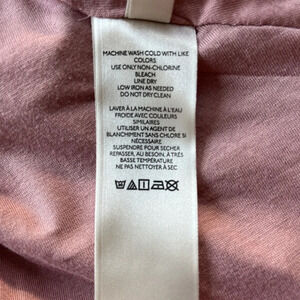 MACHINE WASH COLD WITH LIKE
COLORS
USE ONLY NON-CHLORINE
BLEACH
LINE DRY
LOW IRON AS NEEDED
DO NOT DRY CLEAN
LAVER À LA MACHINE À L'EAU
FROIDE AVEC COULEURS
SIMILAIRES
UTILISER UN AGENT DE
BLANCHIMENT SANS CHLORE SI
NÉCESSAIRE
SUSPENDRE POUR SÉCHER
REPASSER, AU BESOIN, À TRÈS
BASSE TEMPÉRATURE
NE PAS NETTOYER À SEC